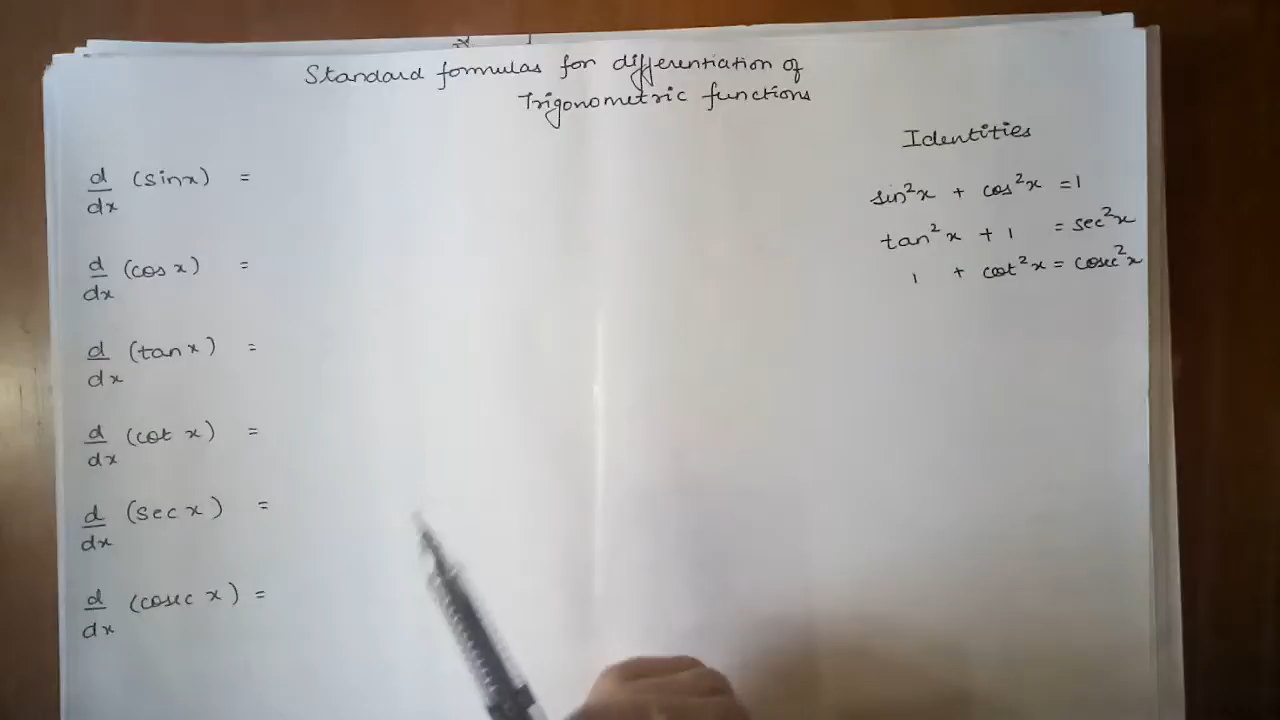 Standard formulas for differentiation of
Trigonometric functions
Identities
d/dx (sinx) =
sin²x + cos²x = 1
tan²x + 1 = sec²x
d/dx (cos x) =
1 + cot²x = cosec²x
d/dx (tan x) =
d/dx (cot x) =
d/dx (sec x) =
d/dx (cosec x) =